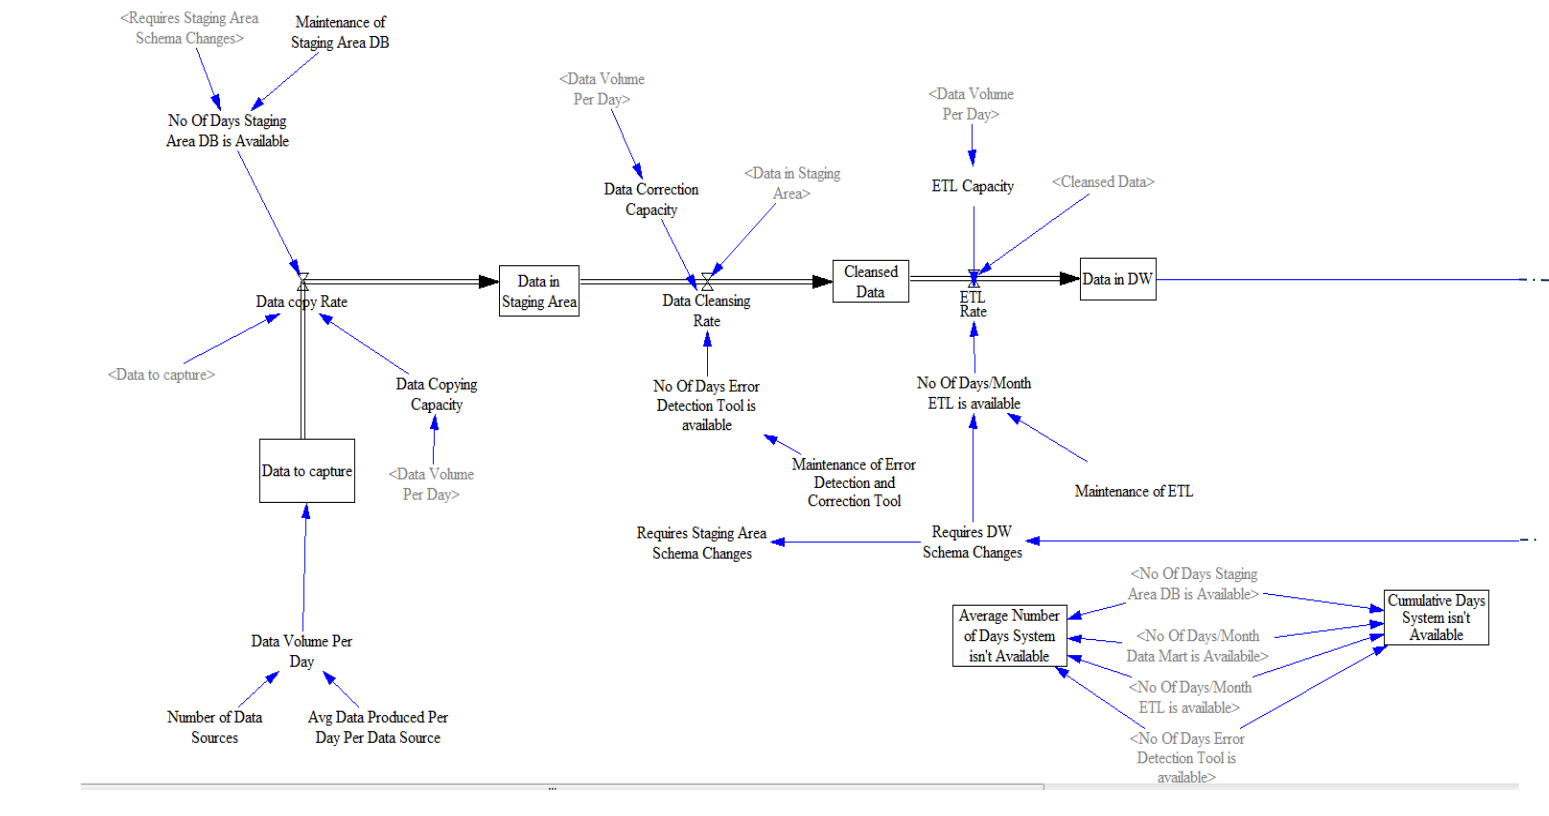 <Requires Staging Area
Schema Changes>
Maintenance of
Staging Area DB
No Of Days Staging
Area DB is Available
<Data Volume
Per Day>
Data Correction
Capacity
<Data in Staging
Area>
<Data Volume
Per Day>
ETL Capacity
<Cleansed Data>
Data copy Rate
Data in
Staging Area
Data Cleansing
Rate
Cleansed
Data
ETL
Rate
Data in DW
<Data to capture>
Data Copying
Capacity
<Data Volume
Per Day>
Data to capture
No Of Days Error
Detection Tool is
available
Maintenance of Error
Detection and
Correction Tool
No Of Days/Month
ETL is available
Maintenance of ETL
Requires Staging Area
Schema Changes
Requires DW
Schema Changes
Data Volume Per
Day
Number of Data
Sources
Avg Data Produced Per
Day Per Data Source
Average Number
of Days System
isn't Available
<No Of Days Staging
Area DB is Available>
<No Of Days/Month
Data Mart is Availabile>
<No Of Days/Month
ETL is available>
<No Of Days Error
Detection Tool is
available>
Cumulative Days
System isn't
Available